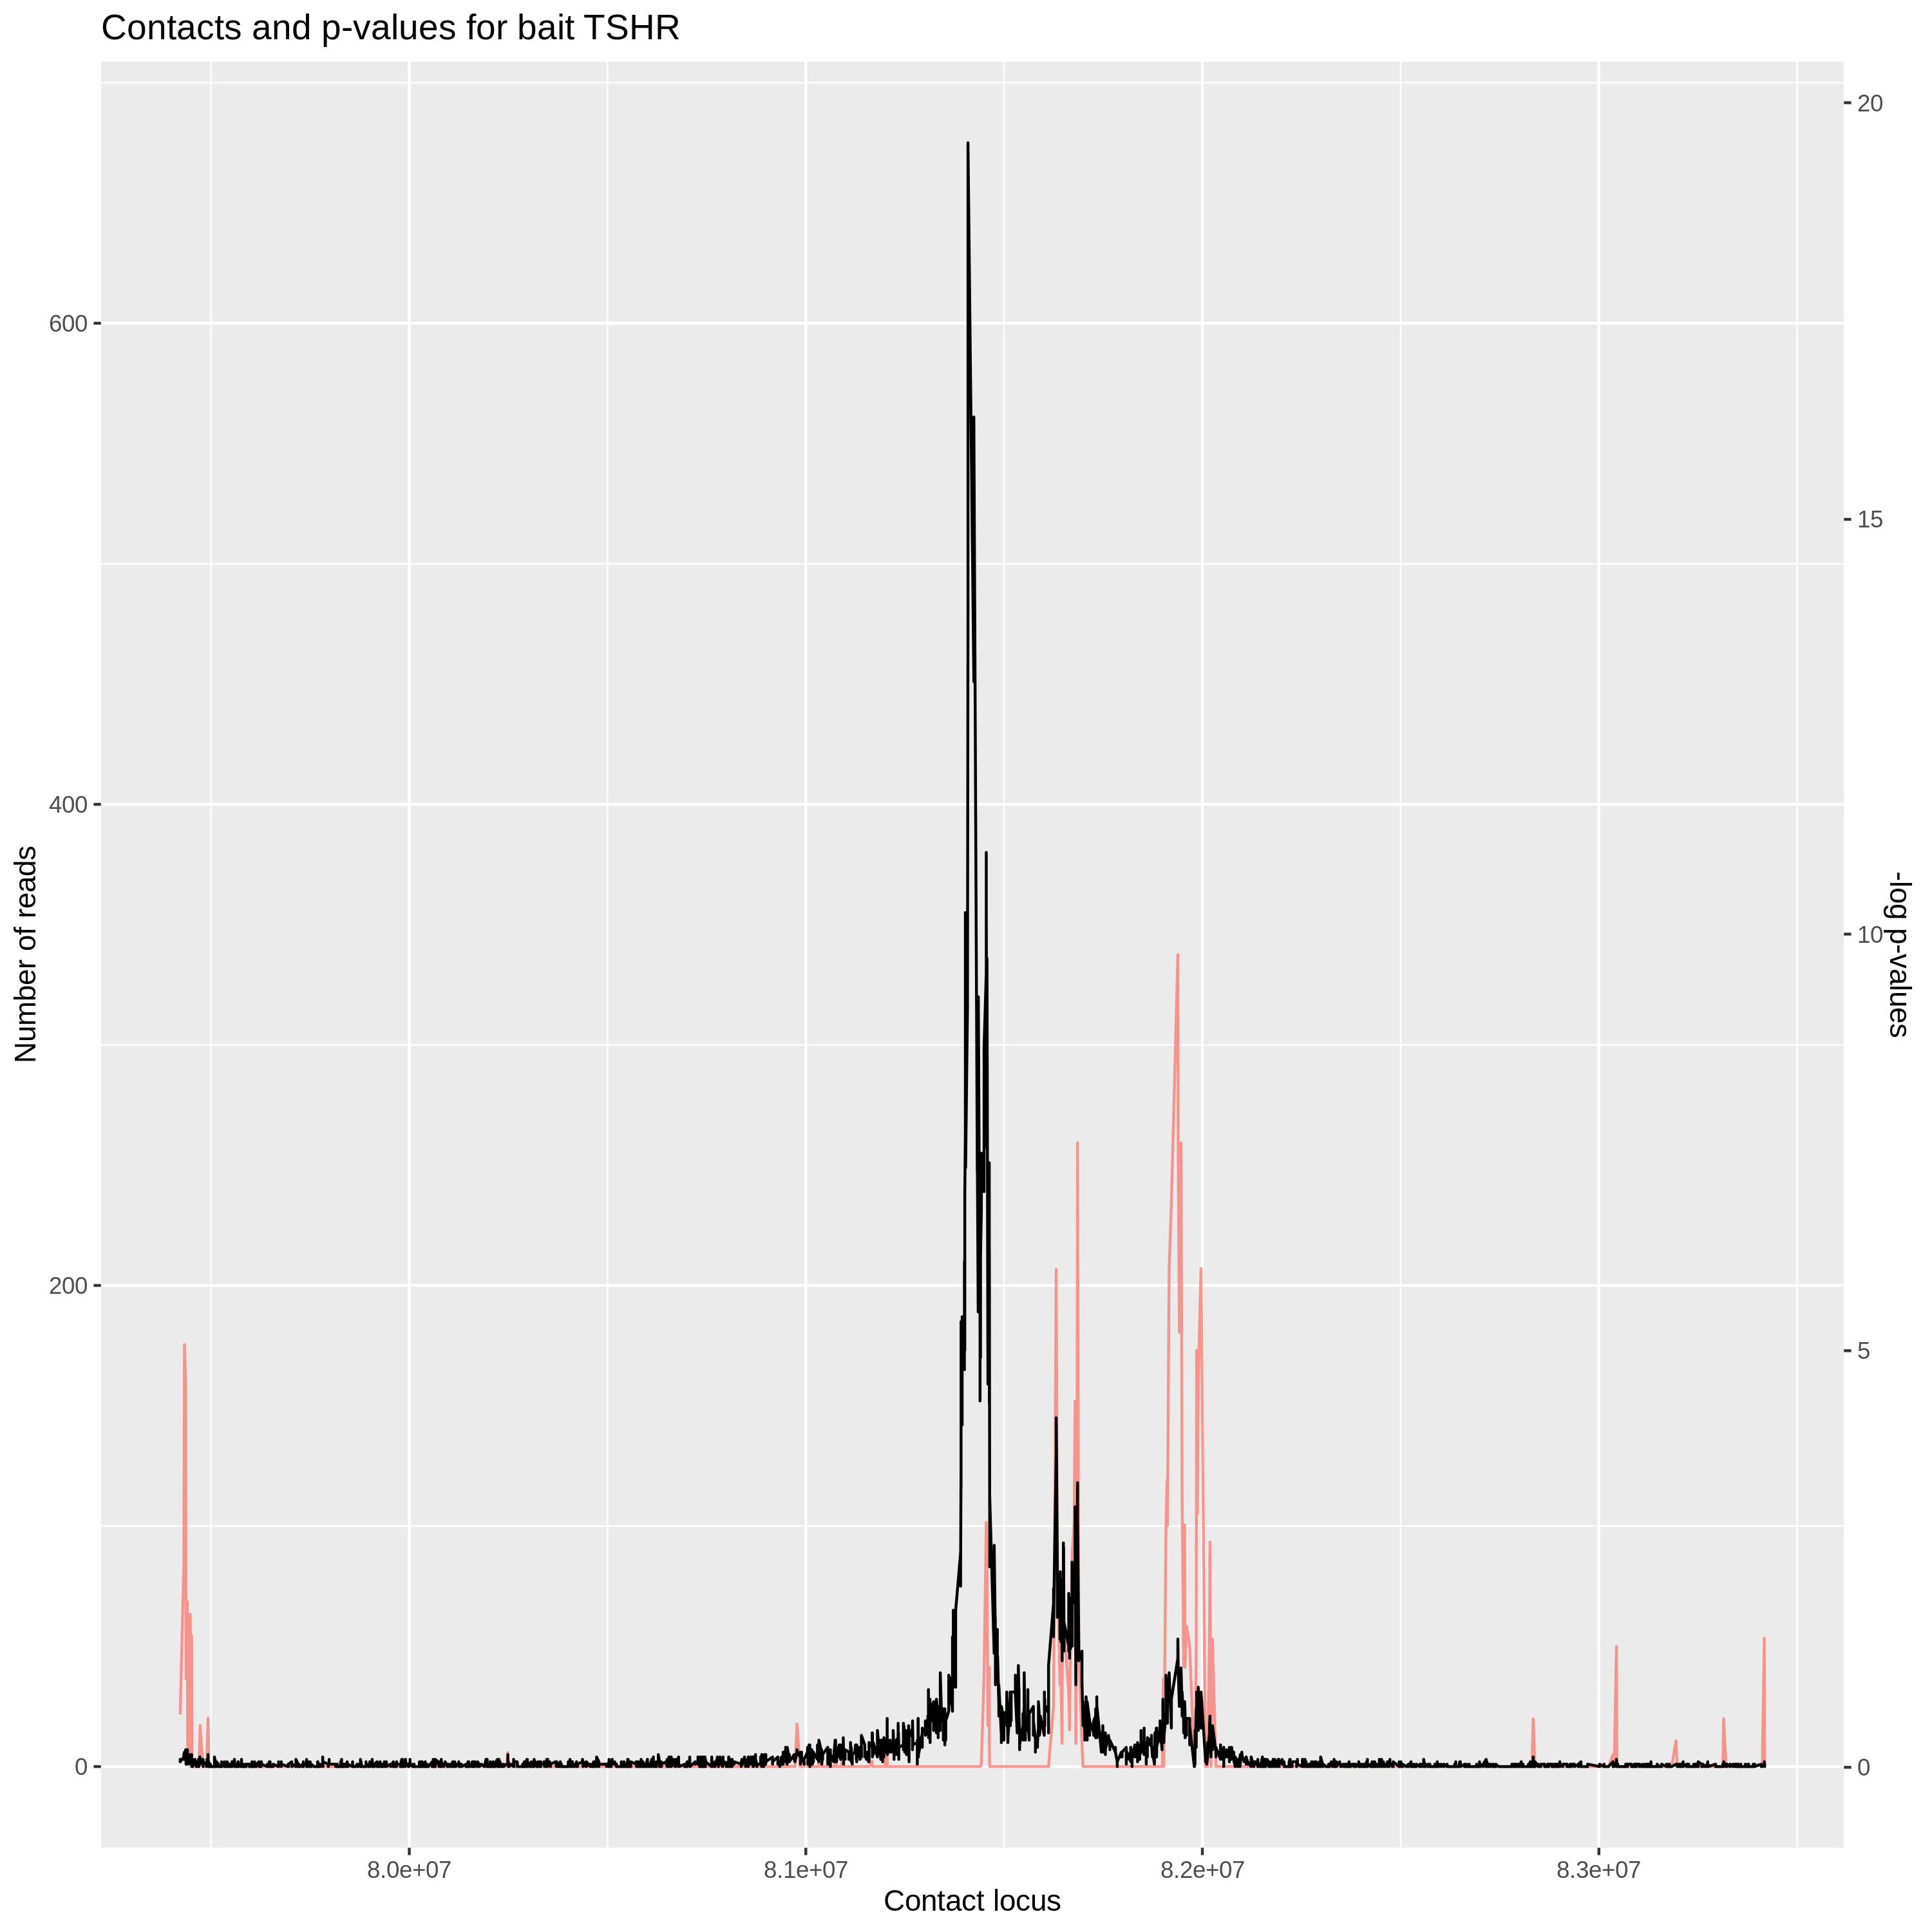 Contacts and p-values for bait TSHR
Number of reads
600
400
200
0
20
15
10
5
0
-log p-values
8.0e+07
8.1e+07
8.2e+07
8.3e+07
Contact locus